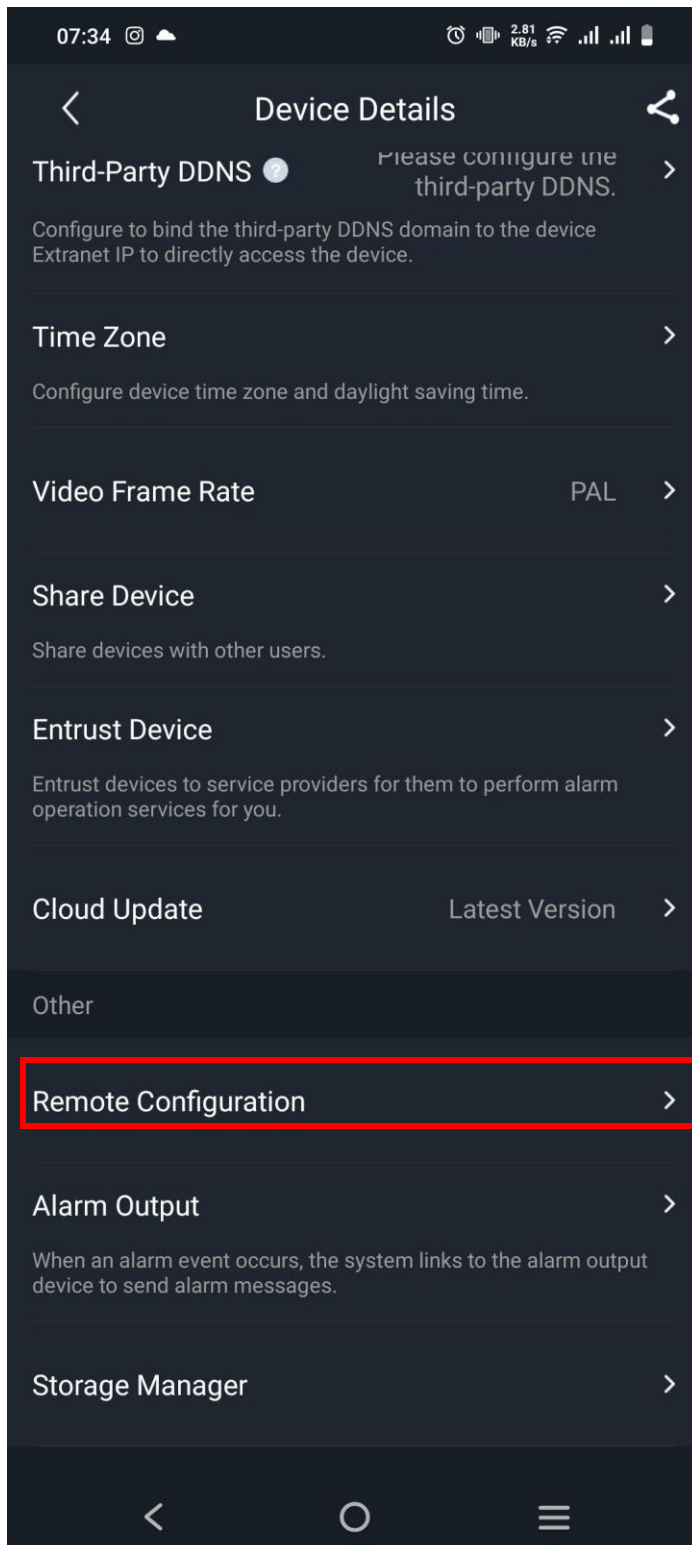 07:34 2.81 KB/s
Device Details
Third-Party DDNS ? Please configure the
third-party DDNS.
Configure to bind the third-party DDNS domain to the device
Extranet IP to directly access the device.
Time Zone
Configure device time zone and daylight saving time.
Video Frame Rate PAL
Share Device
Share devices with other users.
Entrust Device
Entrust devices to service providers for them to perform alarm
operation services for you.
Cloud Update Latest Version
Other
Remote Configuration
Alarm Output
When an alarm event occurs, the system links to the alarm output
device to send alarm messages.
Storage Manager